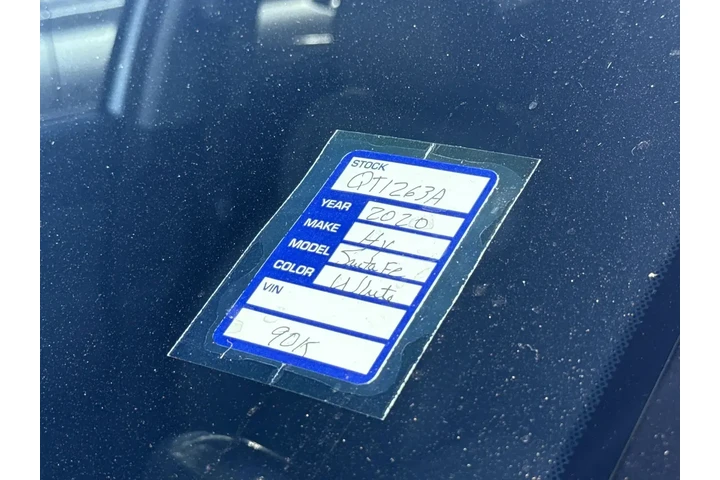 STOCK
QT1263A
YEAR 2020
MAKE Hy
MODEL Santa Fe
COLOR White
VIN
90K